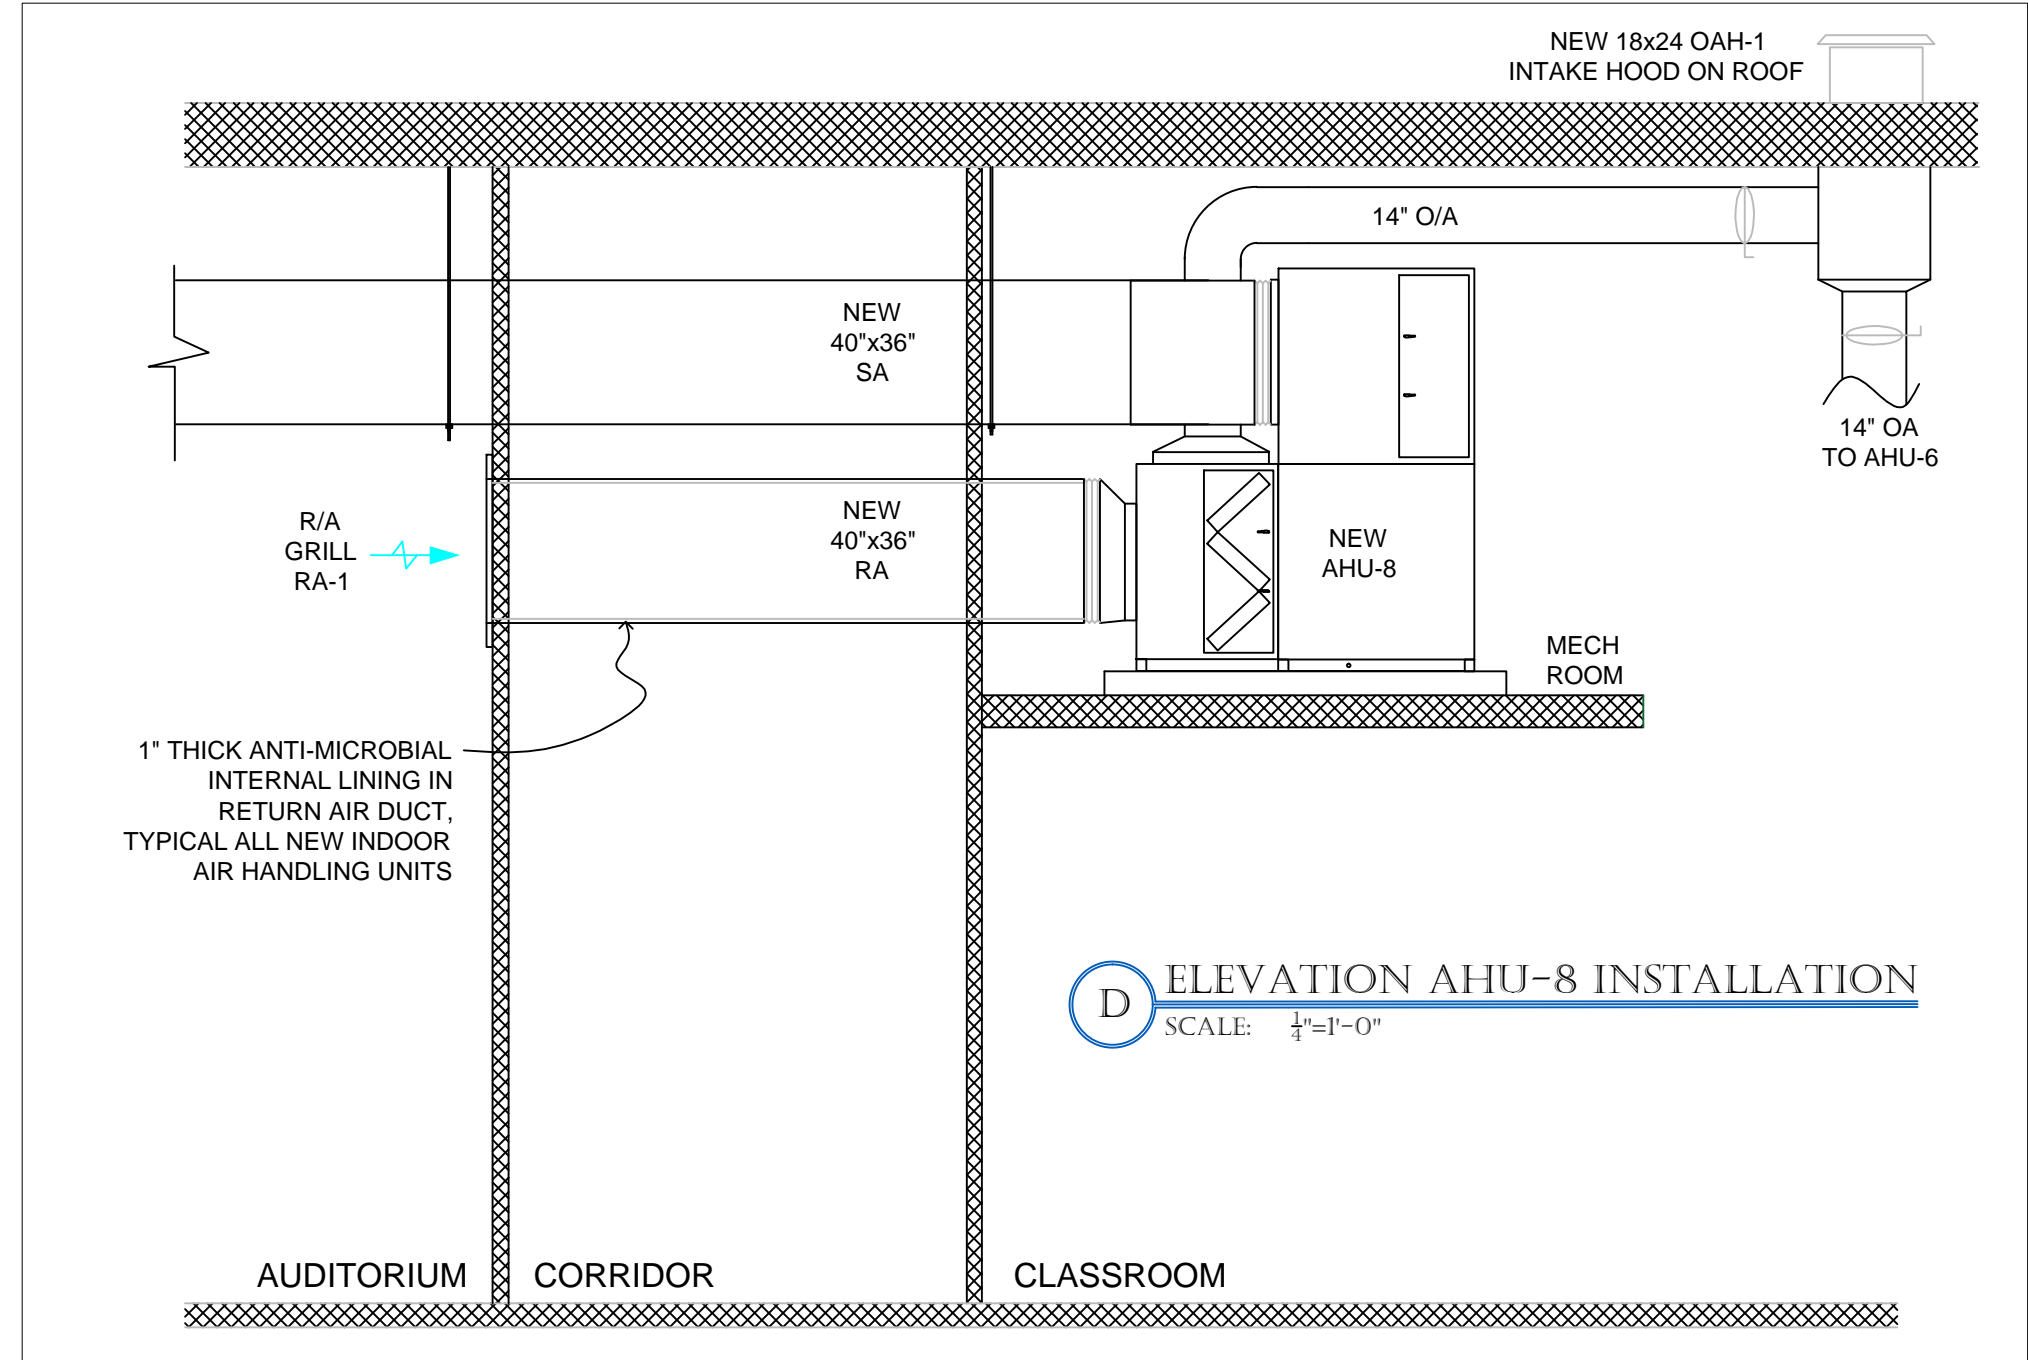 NEW 18x24 OAH-1
INTAKE HOOD ON ROOF
14" O/A
NEW
40"x36"
SA
14" OA
TO AHU-6
R/A
GRILL
RA-1
NEW
40"x36"
RA
NEW
AHU-8
MECH
ROOM
1" THICK ANTI-MICROBIAL
INTERNAL LINING IN
RETURN AIR DUCT,
TYPICAL ALL NEW INDOOR
AIR HANDLING UNITS
D
ELEVATION AHU-8 INSTALLATION
SCALE: 1/4"=1'-0"
AUDITORIUM
CORRIDOR
CLASSROOM